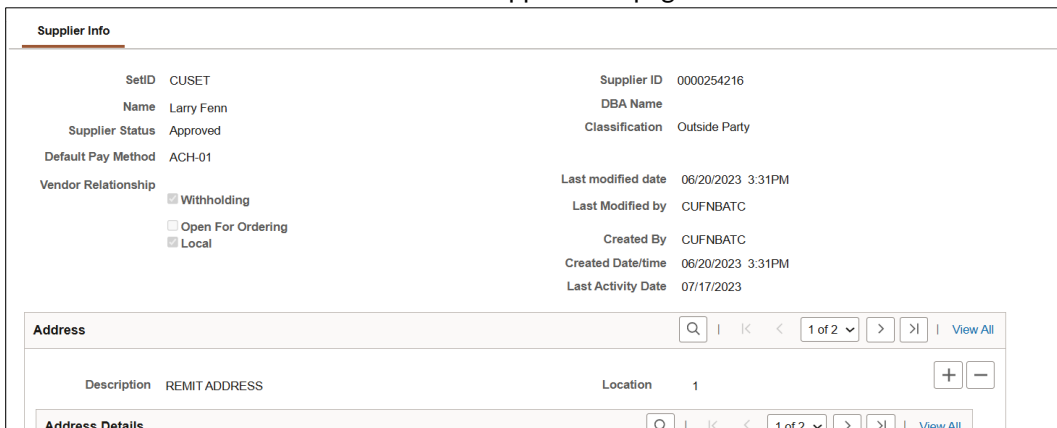 Supplier Info
SetID CUSET Supplier ID 0000254216
Name Larry Fenn DBA Name
Supplier Status Approved Classification Outside Party
Default Pay Method ACH-01
Vendor Relationship Last modified date 06/20/2023 3:31PM
Withholding Last Modified by CUFNBATC
Open For Ordering
Local Created By CUFNBATC
Created Date/time 06/20/2023 3:31PM
Last Activity Date 07/17/2023
Address 1 of 2 View All
Description REMIT ADDRESS Location 1
Address Details 1 of 2 View All